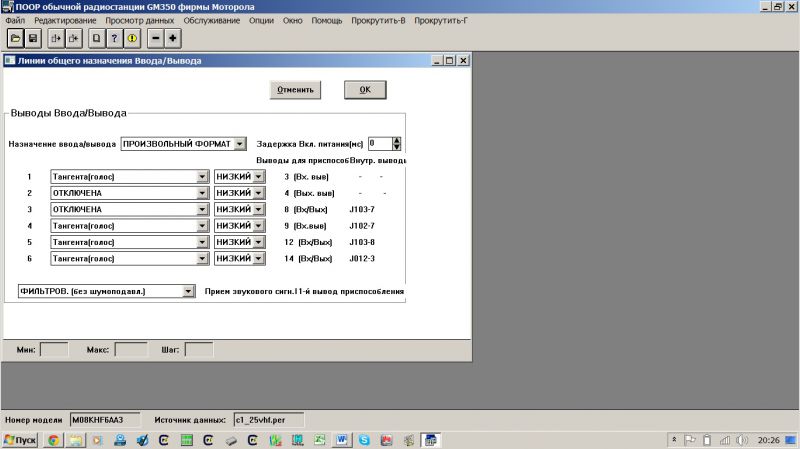 ПООР обычной радиостанции GM350 фирмы Моторола
Файл Редактирование Просмотр данных Обслуживание Опции Окно Помощь Прокрутить-В Прокрутить-Г
Линии общего назначения Ввода/Вывода
Отменить OK
Выводы Ввода/Вывода
Назначение ввода/вывода ПРОИЗВОЛЬНЫЙ ФОРМАТ Задержка Вкл. питания(мс) 0
Выводы для приспосоБВнутр. выводы
1 Тангента(голос) НИЗКИЙ 3 (Вх. выв) - -
2 ОТКЛЮЧЕНА НИЗКИЙ 4 (Вых. выв) - -
3 ОТКЛЮЧЕНА НИЗКИЙ 8 (Вх/Вых) J103-7
4 Тангента(голос) НИЗКИЙ 9 (Вх.выв) J102-7
5 Тангента(голос) НИЗКИЙ 12 (Вх/Вых) J103-8
6 Тангента(голос) НИЗКИЙ 14 (Вх/Вых) J012-3
ФИЛЬТРОВ. (без шумоподавл.) Прием звукового сигн.11-й вывод приспособления
Мин: Макс: Шаг:
Номер модели M08KHF6AA3 Источник данных: c1_25vhf.per
Пуск 20:26